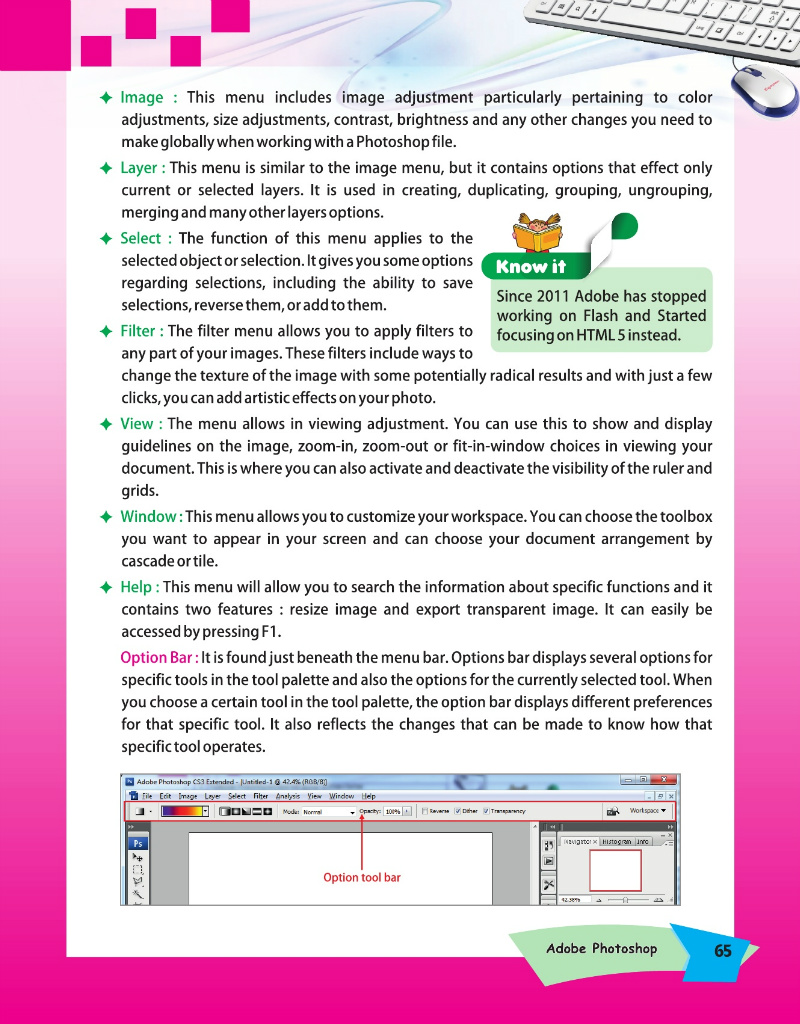 ✦ Image : This menu includes image adjustment particularly pertaining to color
adjustments, size adjustments, contrast, brightness and any other changes you need to
make globally when working with a Photoshop file.
✦ Layer : This menu is similar to the image menu, but it contains options that effect only
current or selected layers. It is used in creating, duplicating, grouping, ungrouping,
merging and many other layers options.
✦ Select : The function of this menu applies to the
selected object or selection. It gives you some options
regarding selections, including the ability to save
selections, reverse them, or add to them.
Know it
Since 2011 Adobe has stopped
working on Flash and Started
focusing on HTML 5 instead.
✦ Filter : The filter menu allows you to apply filters to
any part of your images. These filters include ways to
change the texture of the image with some potentially radical results and with just a few
clicks, you can add artistic effects on your photo.
✦ View : The menu allows in viewing adjustment. You can use this to show and display
guidelines on the image, zoom-in, zoom-out or fit-in-window choices in viewing your
document. This is where you can also activate and deactivate the visibility of the ruler and
grids.
✦ Window : This menu allows you to customize your workspace. You can choose the toolbox
you want to appear in your screen and can choose your document arrangement by
cascade or tile.
✦ Help : This menu will allow you to search the information about specific functions and it
contains two features : resize image and export transparent image. It can easily be
accessed by pressing F1.
Option Bar : It is found just beneath the menu bar. Options bar displays several options for
specific tools in the tool palette and also the options for the currently selected tool. When
you choose a certain tool in the tool palette, the option bar displays different preferences
for that specific tool. It also reflects the changes that can be made to know how that
specific tool operates.
Adobe Photoshop CS3 Extended - [Untitled-1 @ 42.4% (RGB/8)]
File Edit Image Layer Select Filter Analysis View Window Help
Mode: Normal Opacity: 100% Reverse Dither Transparency Workspace
Ps
Navigator Histogram Info
42.36%
Option tool bar
Adobe Photoshop 65